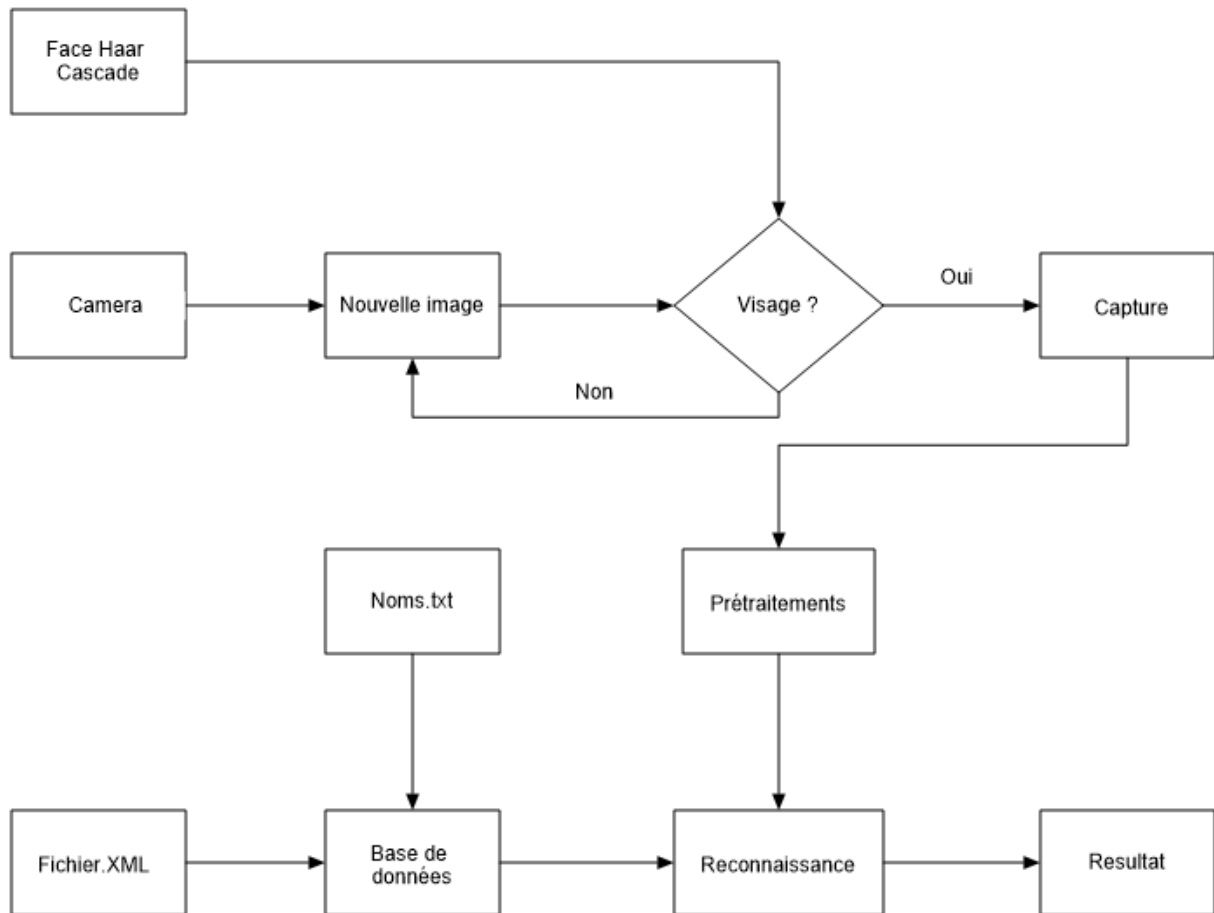 Face Haar
Cascade
Camera
Nouvelle image
Visage ?
Oui
Capture
Non
Noms.txt
Prétraitements
Fichier.XML
Base de
données
Reconnaissance
Resultat